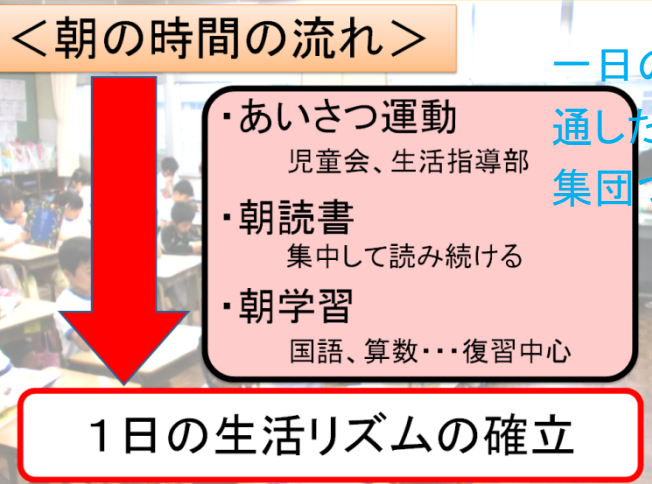 ＜朝の時間の流れ＞
一日の
通した
集団
・あいさつ運動
児童会、生活指導部
・朝読書
集中して読み続ける
・朝学習
国語、算数・・・復習中心
１日の生活リズムの確立